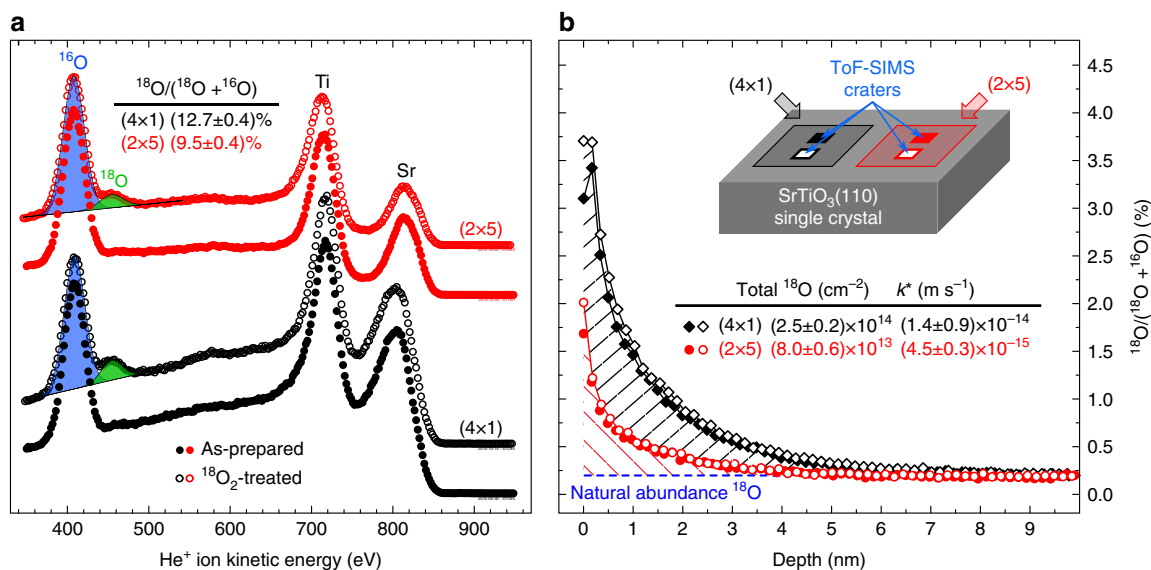 a
¹⁶O
¹⁸O/(¹⁸O +¹⁶O)
(4×1) (12.7±0.4)%
(2×5) (9.5±0.4)%
¹⁸O
Ti
Sr
(2×5)
(4×1)
As-prepared
¹⁸O₂-treated
400 500 600 700 800 900
He⁺ ion kinetic energy (eV)
b
ToF-SIMS
craters
(4×1)
(2×5)
SrTiO₃(110)
single crystal
Total ¹⁸O (cm⁻²) k* (m s⁻¹)
(4×1) (2.5±0.2)×10¹⁴ (1.4±0.9)×10⁻¹⁴
(2×5) (8.0±0.6)×10¹³ (4.5±0.3)×10⁻¹⁵
Natural abundance ¹⁸O
4.5
4.0
3.5
3.0
2.5
2.0
1.5
1.0
0.5
0.0
¹⁸O/(¹⁸O +¹⁶O) (%)
0 1 2 3 4 5 6 7 8 9
Depth (nm)